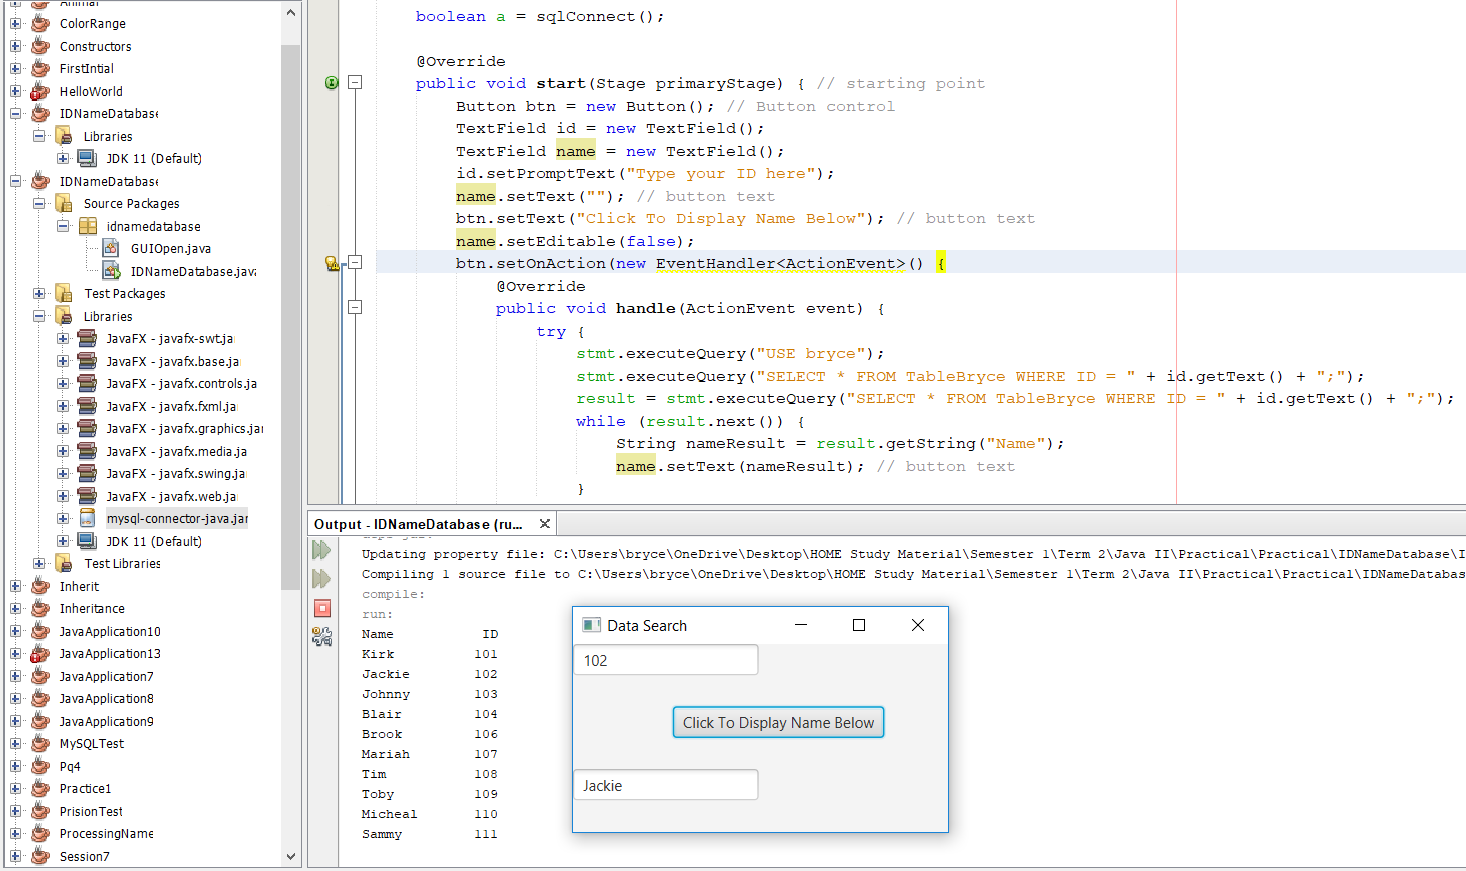 Animal
ColorRange
Constructors
FirstIntial
HelloWorld
IDNameDatabase
Libraries
JDK 11 (Default)
IDNameDatabase
Source Packages
idnamedatabase
GUIOpen.java
IDNameDatabase.java
Test Packages
Libraries
JavaFX - javafx-swt.ja
JavaFX - javafx.base.jar
JavaFX - javafx.controls.ja
JavaFX - javafx.fxml.ja
JavaFX - javafx.graphics.jar
JavaFX - javafx.media.ja
JavaFX - javafx.swing.ja
JavaFX - javafx.web.ja
mysql-connector-java.jar
JDK 11 (Default)
Test Libraries
Inherit
Inheritance
JavaApplication10
JavaApplication13
JavaApplication7
JavaApplication8
JavaApplication9
MySQLTest
Pq4
Practice1
PrisionTest
ProcessingName
Session7
boolean a = sqlConnect();
@Override
public void start(Stage primaryStage) { // starting point
Button btn = new Button(); // Button control
TextField id = new TextField();
TextField name = new TextField();
id.setPromptText("Type your ID here");
name.setText(""); // button text
btn.setText("Click To Display Name Below"); // button text
name.setEditable(false);
btn.setOnAction(new EventHandler<ActionEvent>() {
@Override
public void handle(ActionEvent event) {
try {
stmt.executeQuery("USE bryce");
stmt.executeQuery("SELECT * FROM TableBryce WHERE ID = " + id.getText() + ";");
result = stmt.executeQuery("SELECT * FROM TableBryce WHERE ID = " + id.getText() + ";");
while (result.next()) {
String nameResult = result.getString("Name");
name.setText(nameResult); // button text
}
Output - IDNameDatabase (ru...
Updating property file: C:\Users\bryce\OneDrive\Desktop\HOME Study Material\Semester 1\Term 2\Java II\Practical\Practical\IDNameDatabase\I
Compiling 1 source file to C:\Users\bryce\OneDrive\Desktop\HOME Study Material\Semester 1\Term 2\Java II\Practical\Practical\IDNameDatabas
compile:
run:
Name ID
Kirk 101
Jackie 102
Johnny 103
Blair 104
Brook 106
Mariah 107
Tim 108
Toby 109
Micheal 110
Sammy 111
Data Search
102
Click To Display Name Below
Jackie